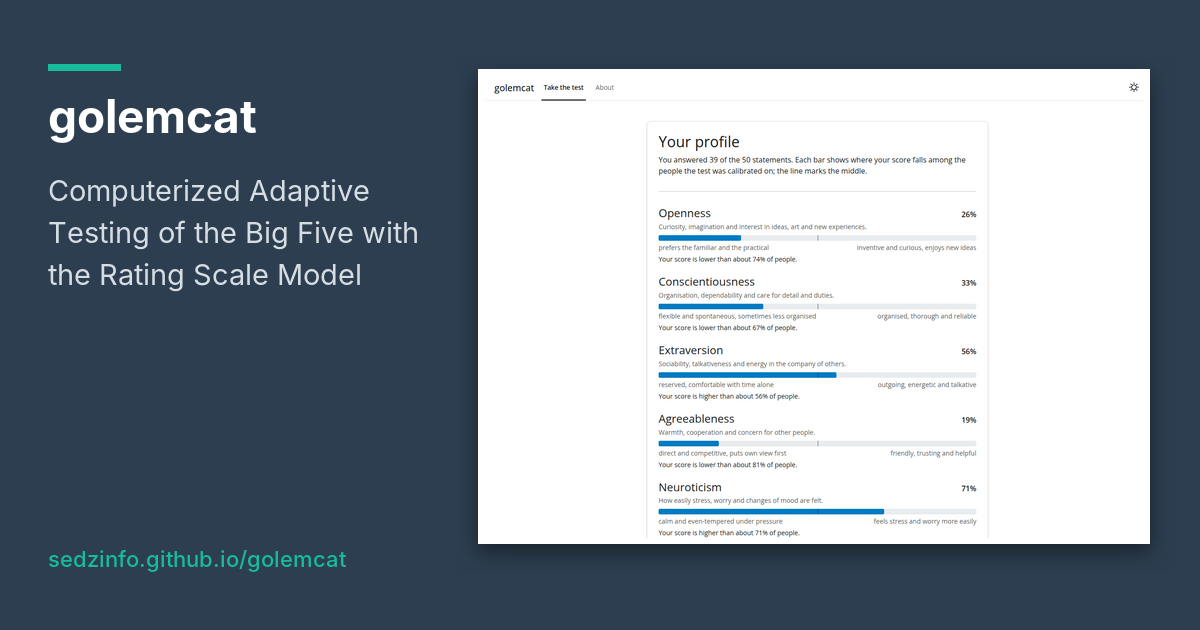 golemcat
Computerized Adaptive
Testing of the Big Five with
the Rating Scale Model
sedzinfo.github.io/golemcat
golemcat Take the test About
Your profile
You answered 39 of the 50 statements. Each bar shows where your score falls among the
people the test was calibrated on; the line marks the middle.
Openness 26%
Curiosity, imagination and interest in ideas, art and new experiences.
prefers the familiar and the practical inventive and curious, enjoys new ideas
Your score is lower than about 74% of people.
Conscientiousness 33%
Organisation, dependability and care for detail and duties.
flexible and spontaneous, sometimes less organised organised, thorough and reliable
Your score is lower than about 67% of people.
Extraversion 56%
Sociability, talkativeness and energy in the company of others.
reserved, comfortable with time alone outgoing, energetic and talkative
Your score is higher than about 56% of people.
Agreeableness 19%
Warmth, cooperation and concern for other people.
direct and competitive, puts own view first friendly, trusting and helpful
Your score is lower than about 81% of people.
Neuroticism 71%
How easily stress, worry and changes of mood are felt.
calm and even-tempered under pressure feels stress and worry more easily
Your score is higher than about 71% of people.